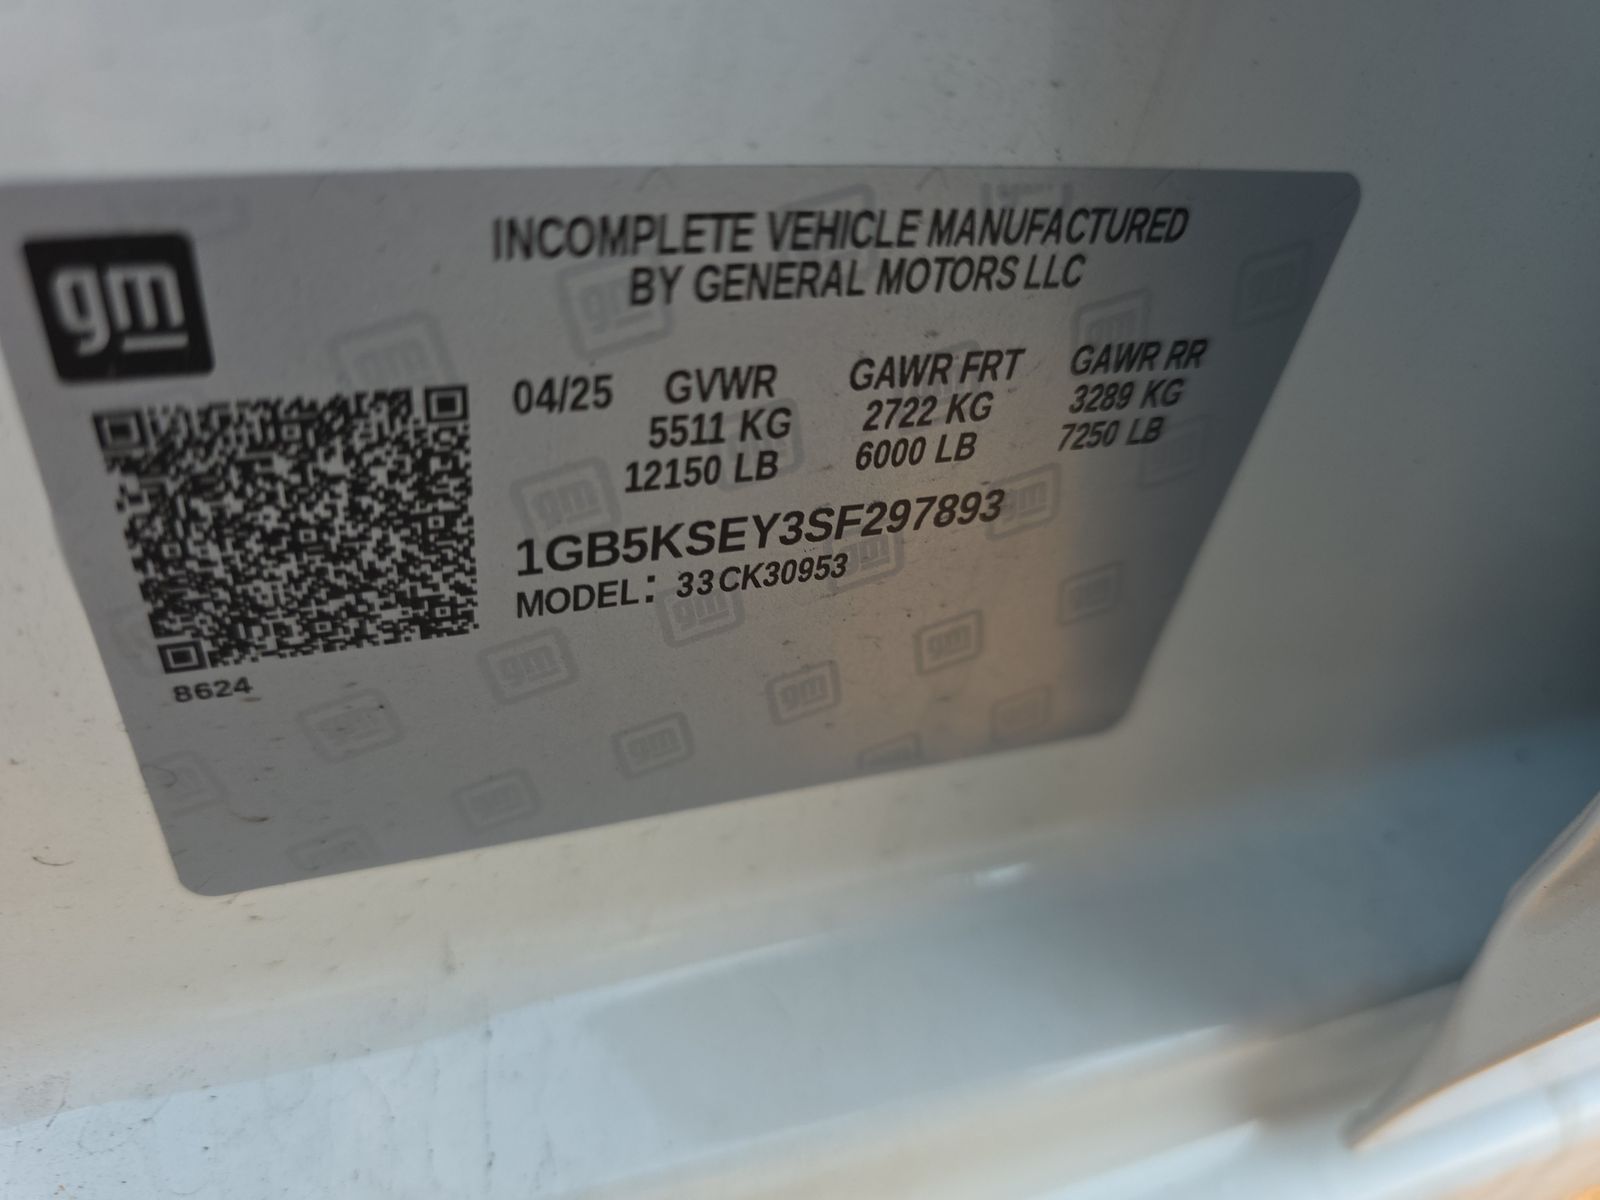 gm
INCOMPLETE VEHICLE MANUFACTURED
BY GENERAL MOTORS LLC
04/25 GVWR GAWR FRT GAWR RR
5511 KG 2722 KG 3289 KG
12150 LB 6000 LB 7250 LB
1GB5KSEY3SF297893
MODEL: 33CK30953
8624